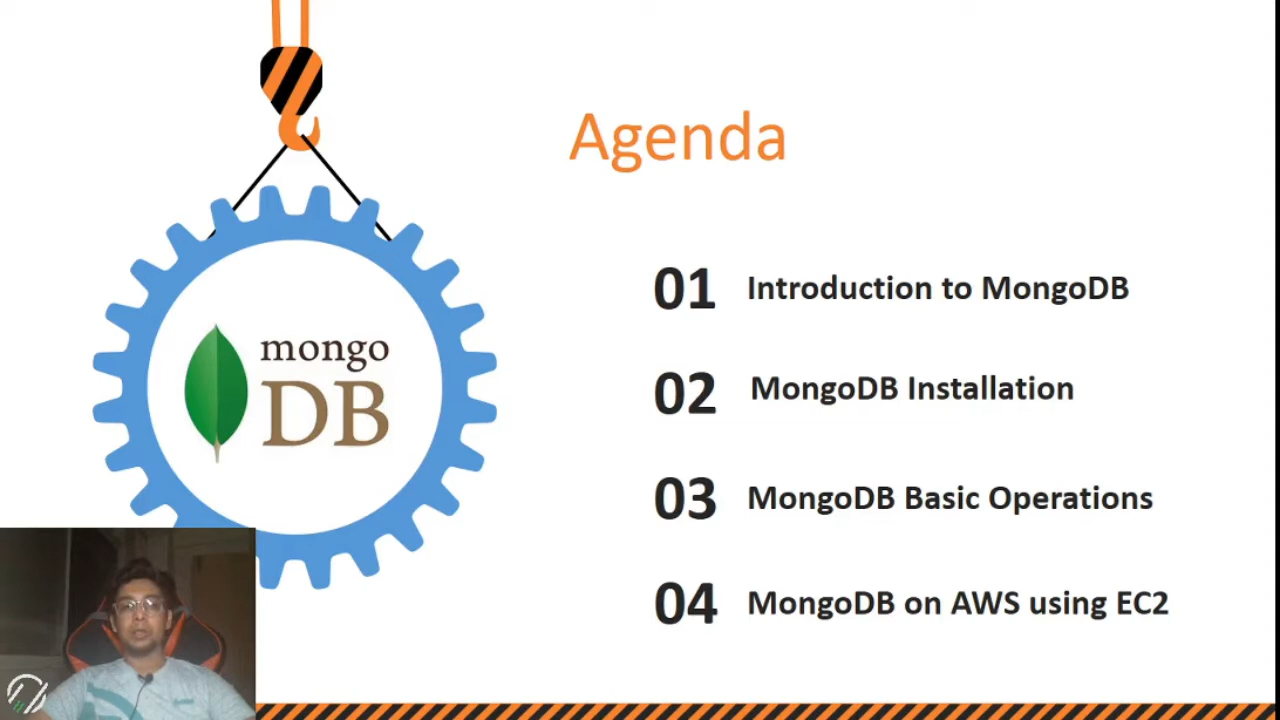 Agenda
mongo
DB
01 Introduction to MongoDB
02 MongoDB Installation
03 MongoDB Basic Operations
04 MongoDB on AWS using EC2